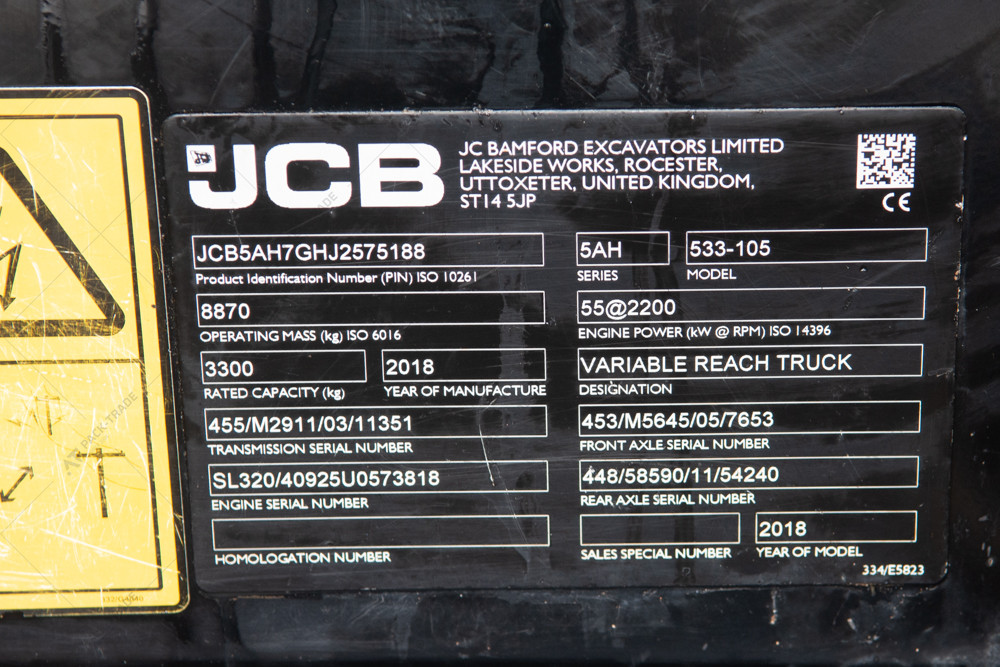 JCB
JC BAMFORD EXCAVATORS LIMITED
LAKESIDE WORKS, ROCESTER,
UTTOXETER, UNITED KINGDOM,
ST14 5JP
CE
JCB5AH7GHJ2575188
Product Identification Number (PIN) ISO 10261
5AH
SERIES
533-105
MODEL
8870
OPERATING MASS (kg) ISO 6016
55@2200
ENGINE POWER (kW @ RPM) ISO 14396
3300
RATED CAPACITY (kg)
2018
YEAR OF MANUFACTURE
VARIABLE REACH TRUCK
DESIGNATION
455/M2911/03/11351
TRANSMISSION SERIAL NUMBER
453/M5645/05/7653
FRONT AXLE SERIAL NUMBER
SL320/40925U0573818
ENGINE SERIAL NUMBER
448/58590/11/54240
REAR AXLE SERIAL NUMBER
HOMOLOGATION NUMBER
SALES SPECIAL NUMBER
2018
YEAR OF MODEL
334/E5823